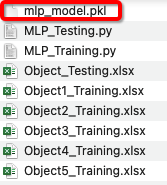 mlp_model.pkl
MLP_Testing.py
MLP_Training.py
Object_Testing.xlsx
Object1_Training.xlsx
Object2_Training.xlsx
Object3_Training.xlsx
Object4_Training.xlsx
Object5_Training.xlsx